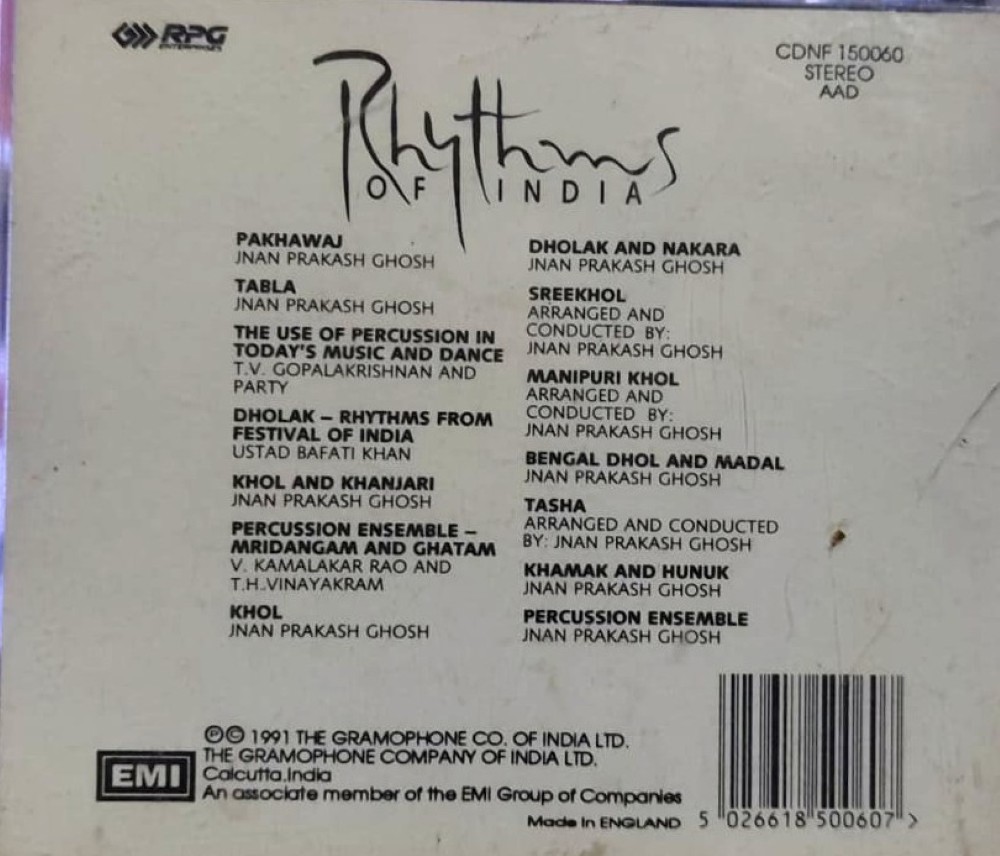 RPG
ENTERPRISES
CDNF 150060
STEREO
AAD
Rhythms
OF INDIA
PAKHAWAJ
JNAN PRAKASH GHOSH
TABLA
JNAN PRAKASH GHOSH
THE USE OF PERCUSSION IN
TODAY'S MUSIC AND DANCE
T.V. GOPALAKRISHNAN AND
PARTY
DHOLAK – RHYTHMS FROM
FESTIVAL OF INDIA
USTAD BAFATI KHAN
KHOL AND KHANJARI
JNAN PRAKASH GHOSH
PERCUSSION ENSEMBLE –
MRIDANGAM AND GHATAM
V. KAMALAKAR RAO AND
T.H.VINAYAKRAM
KHOL
JNAN PRAKASH GHOSH
DHOLAK AND NAKARA
JNAN PRAKASH GHOSH
SREEKHOL
ARRANGED AND
CONDUCTED BY:
JNAN PRAKASH GHOSH
MANIPURI KHOL
ARRANGED AND
CONDUCTED BY:
JNAN PRAKASH GHOSH
BENGAL DHOL AND MADAL
JNAN PRAKASH GHOSH
TASHA
ARRANGED AND CONDUCTED
BY: JNAN PRAKASH GHOSH
KHAMAK AND HUNUK
JNAN PRAKASH GHOSH
PERCUSSION ENSEMBLE
JNAN PRAKASH GHOSH
EMI
℗© 1991 THE GRAMOPHONE CO. OF INDIA LTD.
THE GRAMOPHONE COMPANY OF INDIA LTD.
Calcutta.India
An associate member of the EMI Group of Companies
Made in ENGLAND
5 026618 500607 >